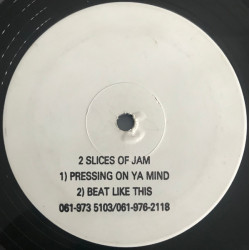 2 SLICES OF JAM
1) PRESSING ON YA MIND
2) BEAT LIKE THIS
061-973 5103/061-976-2118